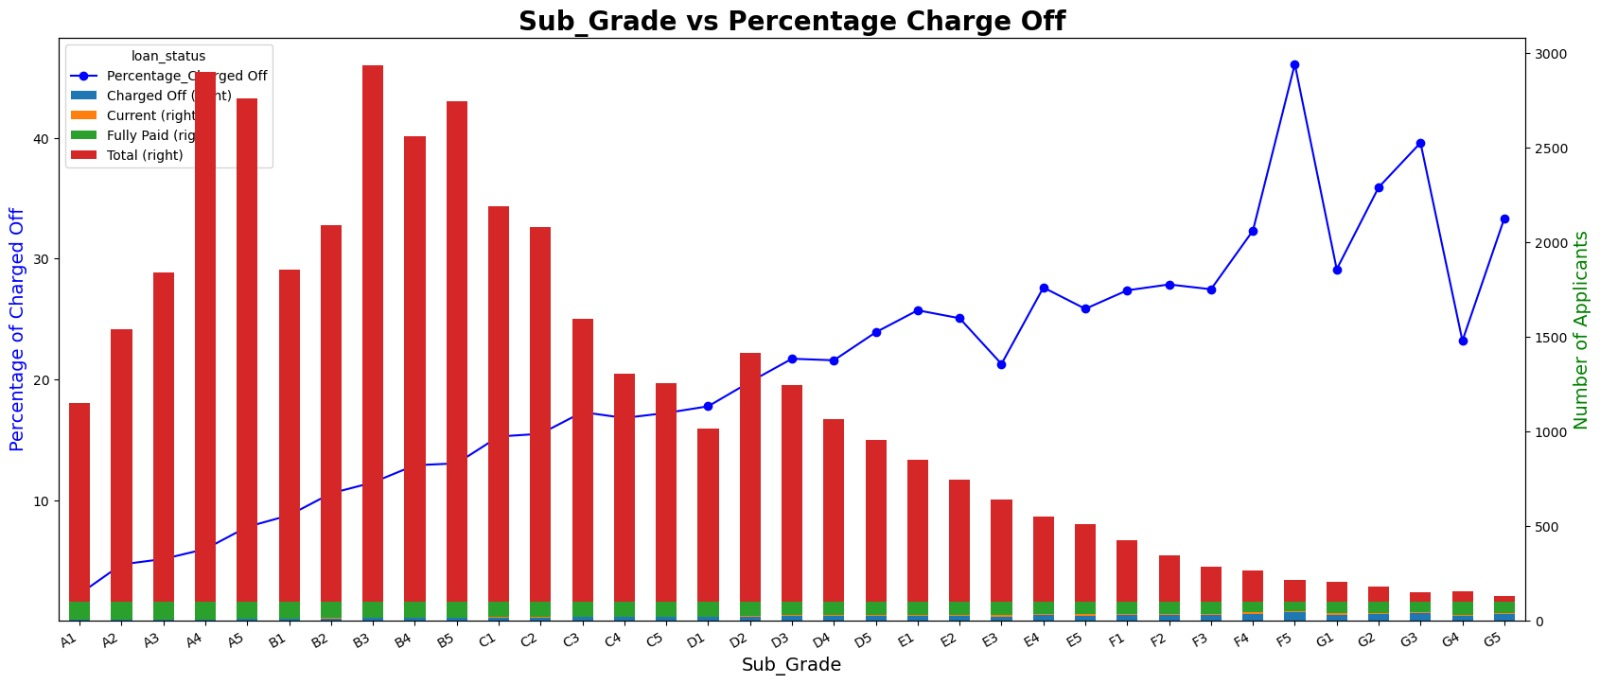 Sub_Grade vs Percentage Charge Off
loan_status
Percentage_Charged Off
Charged Off (right)
Current (right
Fully Paid (rig
Total (right)
Percentage of Charged Off
40
30
20
10
3000
2500
2000
1500
1000
500
0
Number of Applicants
A1 A2 A3 A4 A5 B1 B2 B3 B4 B5 C1 C2 C3 C4 C5 D1 D2 D3 D4 D5 E1 E2 E3 E4 E5 F1 F2 F3 F4 F5 G1 G2 G3 G4 G5
Sub_Grade